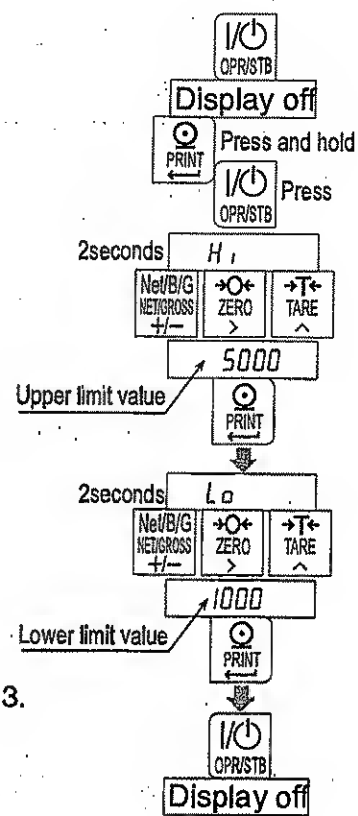 I/⏻
OPR/STB
Display off
PRINT Press and hold
I/⏻ Press
OPR/STB
2seconds Hi
Net/B/G →O← →T←
NET/GROSS ZERO TARE
+/− > ^
5000
Upper limit value
PRINT
2seconds Lo
Net/B/G →O← →T←
NET/GROSS ZERO TARE
+/− > ^
1000
Lower limit value
PRINT
3.
I/⏻
OPR/STB
Display off